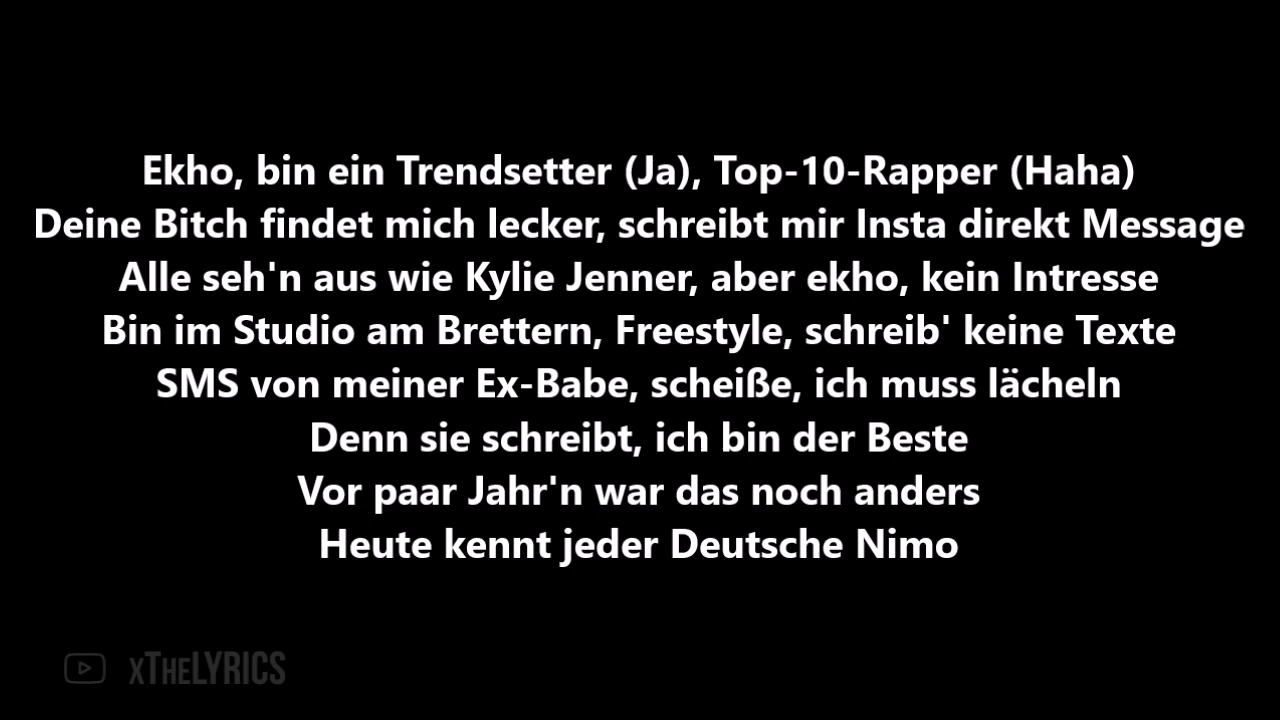 Ekho, bin ein Trendsetter (Ja), Top-10-Rapper (Haha)
Deine Bitch findet mich lecker, schreibt mir Insta direkt Message
Alle seh'n aus wie Kylie Jenner, aber ekho, kein Intresse
Bin im Studio am Brettern, Freestyle, schreib' keine Texte
SMS von meiner Ex-Babe, scheiße, ich muss lächeln
Denn sie schreibt, ich bin der Beste
Vor paar Jahr'n war das noch anders
Heute kennt jeder Deutsche Nimo
xTheLYRICS